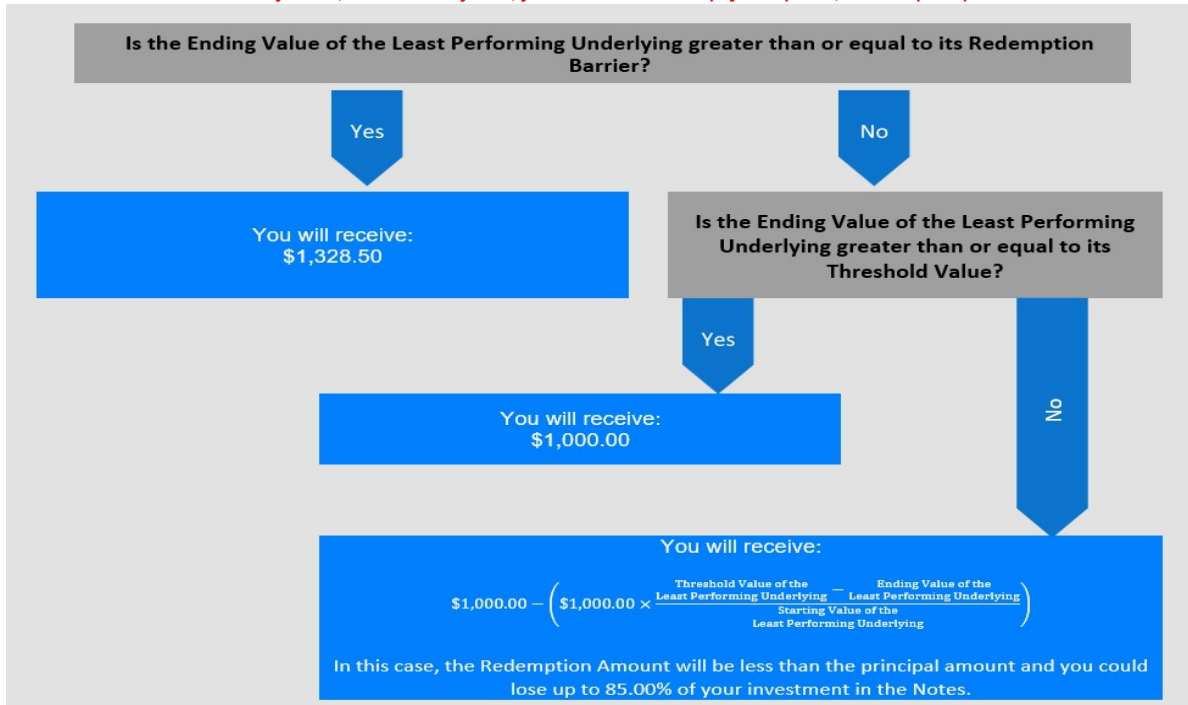 Is the Ending Value of the Least Performing Underlying greater than or equal to its Redemption
Barrier?
Yes
No
You will receive:
$1,328.50
Is the Ending Value of the Least Performing
Underlying greater than or equal to its
Threshold Value?
Yes
No
You will receive:
$1,000.00
You will receive:
$1,000.00 − ($1,000.00 × (Threshold Value of the Least Performing Underlying − Ending Value of the Least Performing Underlying) / Starting Value of the Least Performing Underlying)
In this case, the Redemption Amount will be less than the principal amount and you could
lose up to 85.00% of your investment in the Notes.